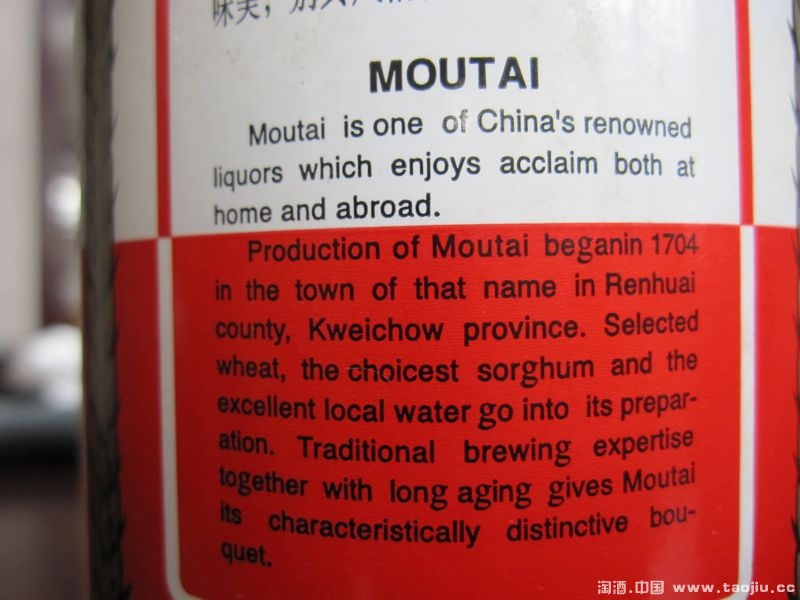 MOUTAI
Moutai is one of China's renowned
liquors which enjoys acclaim both at
home and abroad.
Production of Moutai beganin 1704
in the town of that name in Renhuai
county, Kweichow province. Selected
wheat, the choicest sorghum and the
excellent local water go into its prepar-
ation. Traditional brewing expertise
together with long aging gives Moutai
its characteristically distinctive bou-
quet.
淘酒.中国 www.taojiu.cc